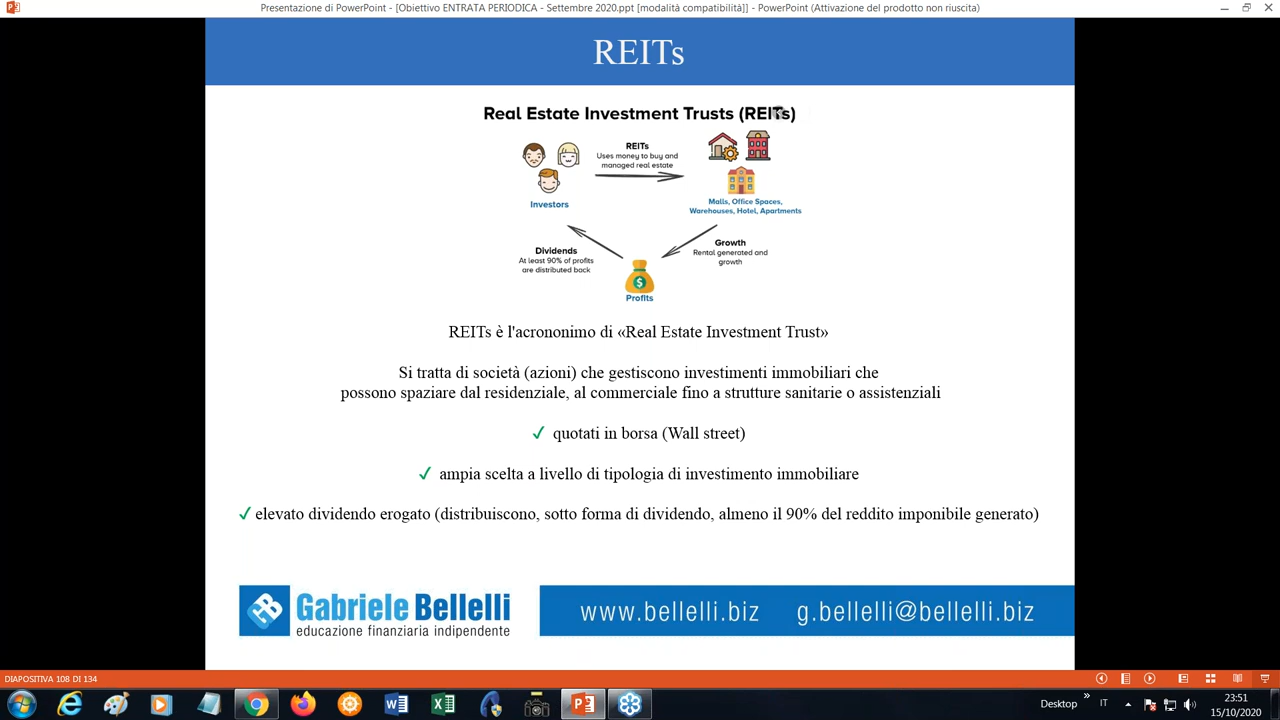 Presentazione di PowerPoint - [Obiettivo ENTRATA PERIODICA - Settembre 2020.ppt [modalità compatibilità]] - PowerPoint (Attivazione del prodotto non riuscita)
REITs
Real Estate Investment Trusts (REITs)
REITs
Uses money to buy and
managed real estate
Investors
Malls, Office Spaces,
Warehouses, Hotel, Apartments
Dividends
At least 90% of profits
are distributed back
Growth
Rental generated and
growth
Profits
REITs è l'acrononimo di «Real Estate Investment Trust»
Si tratta di società (azioni) che gestiscono investimenti immobiliari che
possono spaziare dal residenziale, al commerciale fino a strutture sanitarie o assistenziali
✓ quotati in borsa (Wall street)
✓ ampia scelta a livello di tipologia di investimento immobiliare
✓ elevato dividendo erogato (distribuiscono, sotto forma di dividendo, almeno il 90% del reddito imponibile generato)
Gabriele Bellelli
educazione finanziaria indipendente
www.bellelli.biz g.bellelli@bellelli.biz
DIAPOSITIVA 108 DI 134
Desktop
IT
23:51
15/10/2020